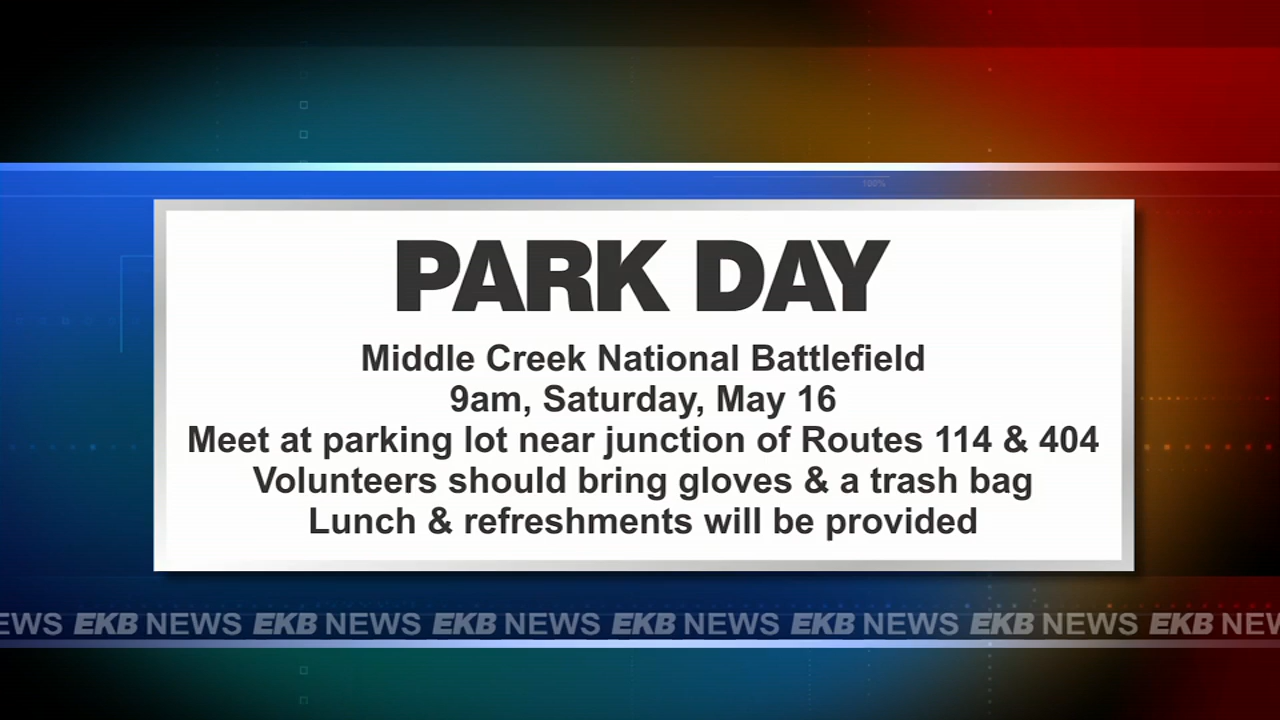 100%
PARK DAY
Middle Creek National Battlefield
9am, Saturday, May 16
Meet at parking lot near junction of Routes 114 & 404
Volunteers should bring gloves & a trash bag
Lunch & refreshments will be provided
EWS EKB NEWS EKB NEWS EKB NEWS EKB NEWS EKB NEWS EKB NEWS EKB NEW